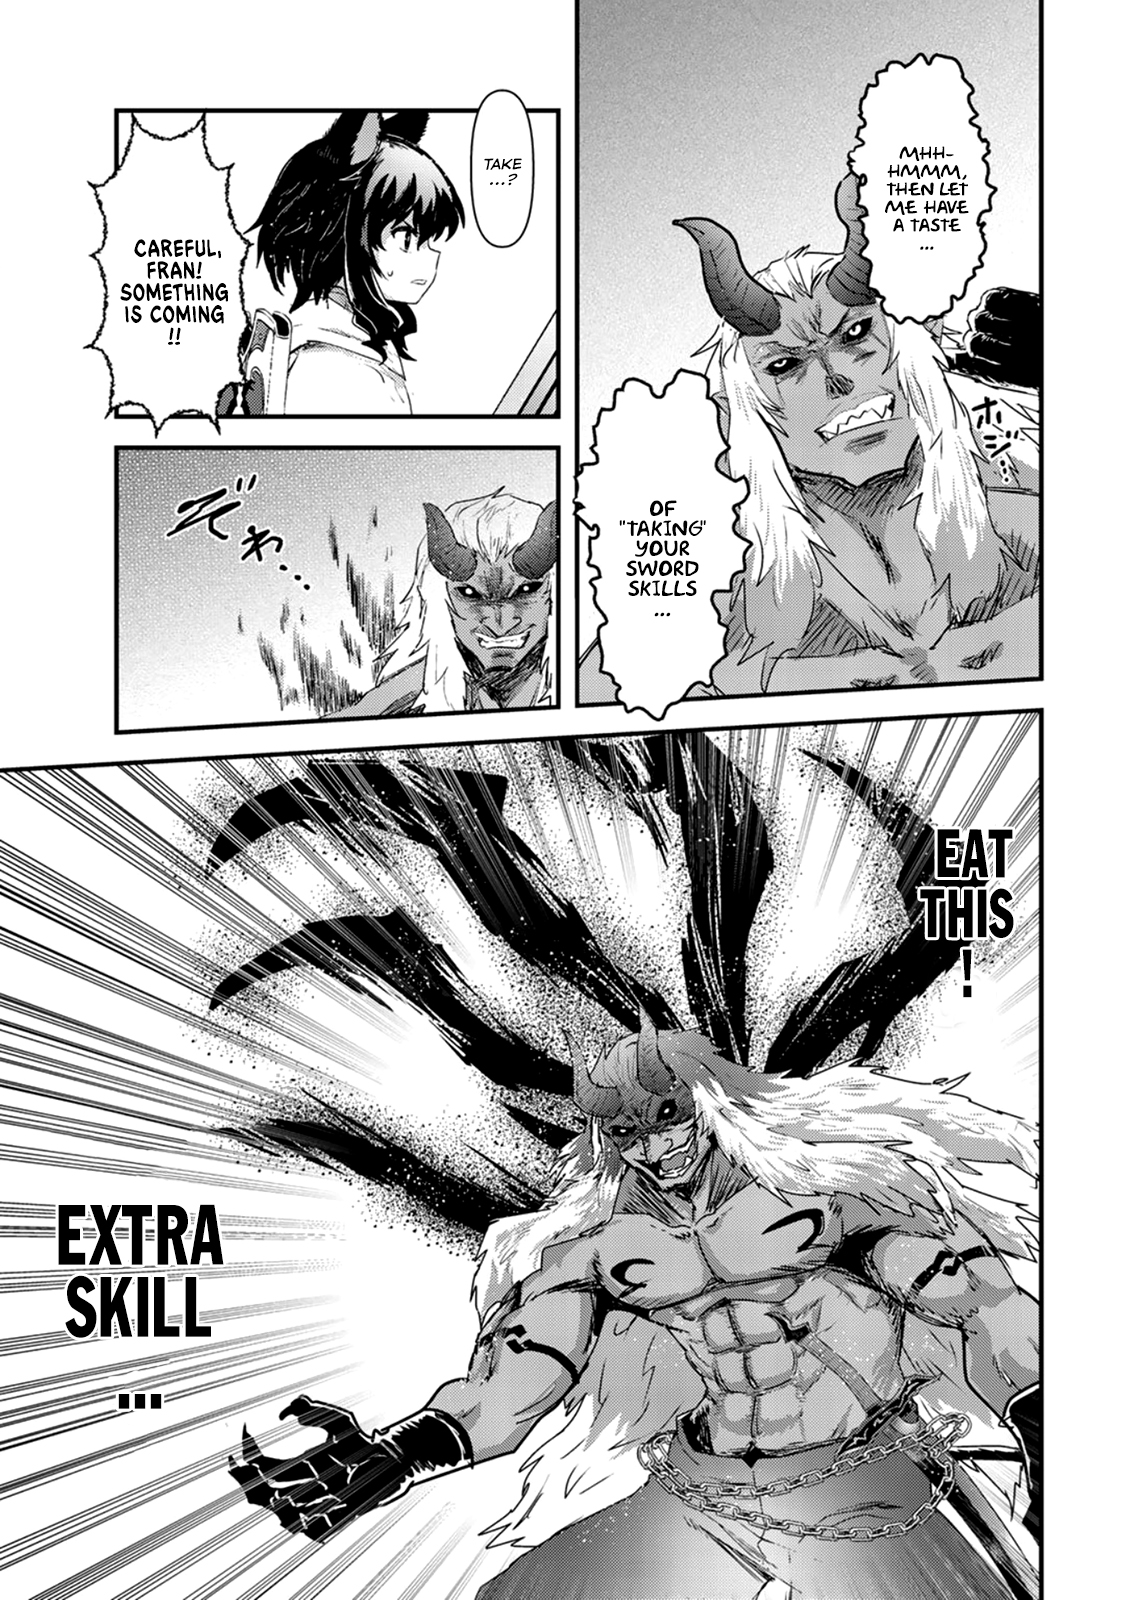 MHH-
HMMM,
THEN LET
ME HAVE
A TASTE
...
ホジ...
OF
"TAKING"
YOUR
SWORD
SKILLS
...
TAKE
...?
CAREFUL,
FRAN!
SOMETHING
IS COMING
!!
ぞわ...
EAT
THIS
!
EXTRA
SKILL
...